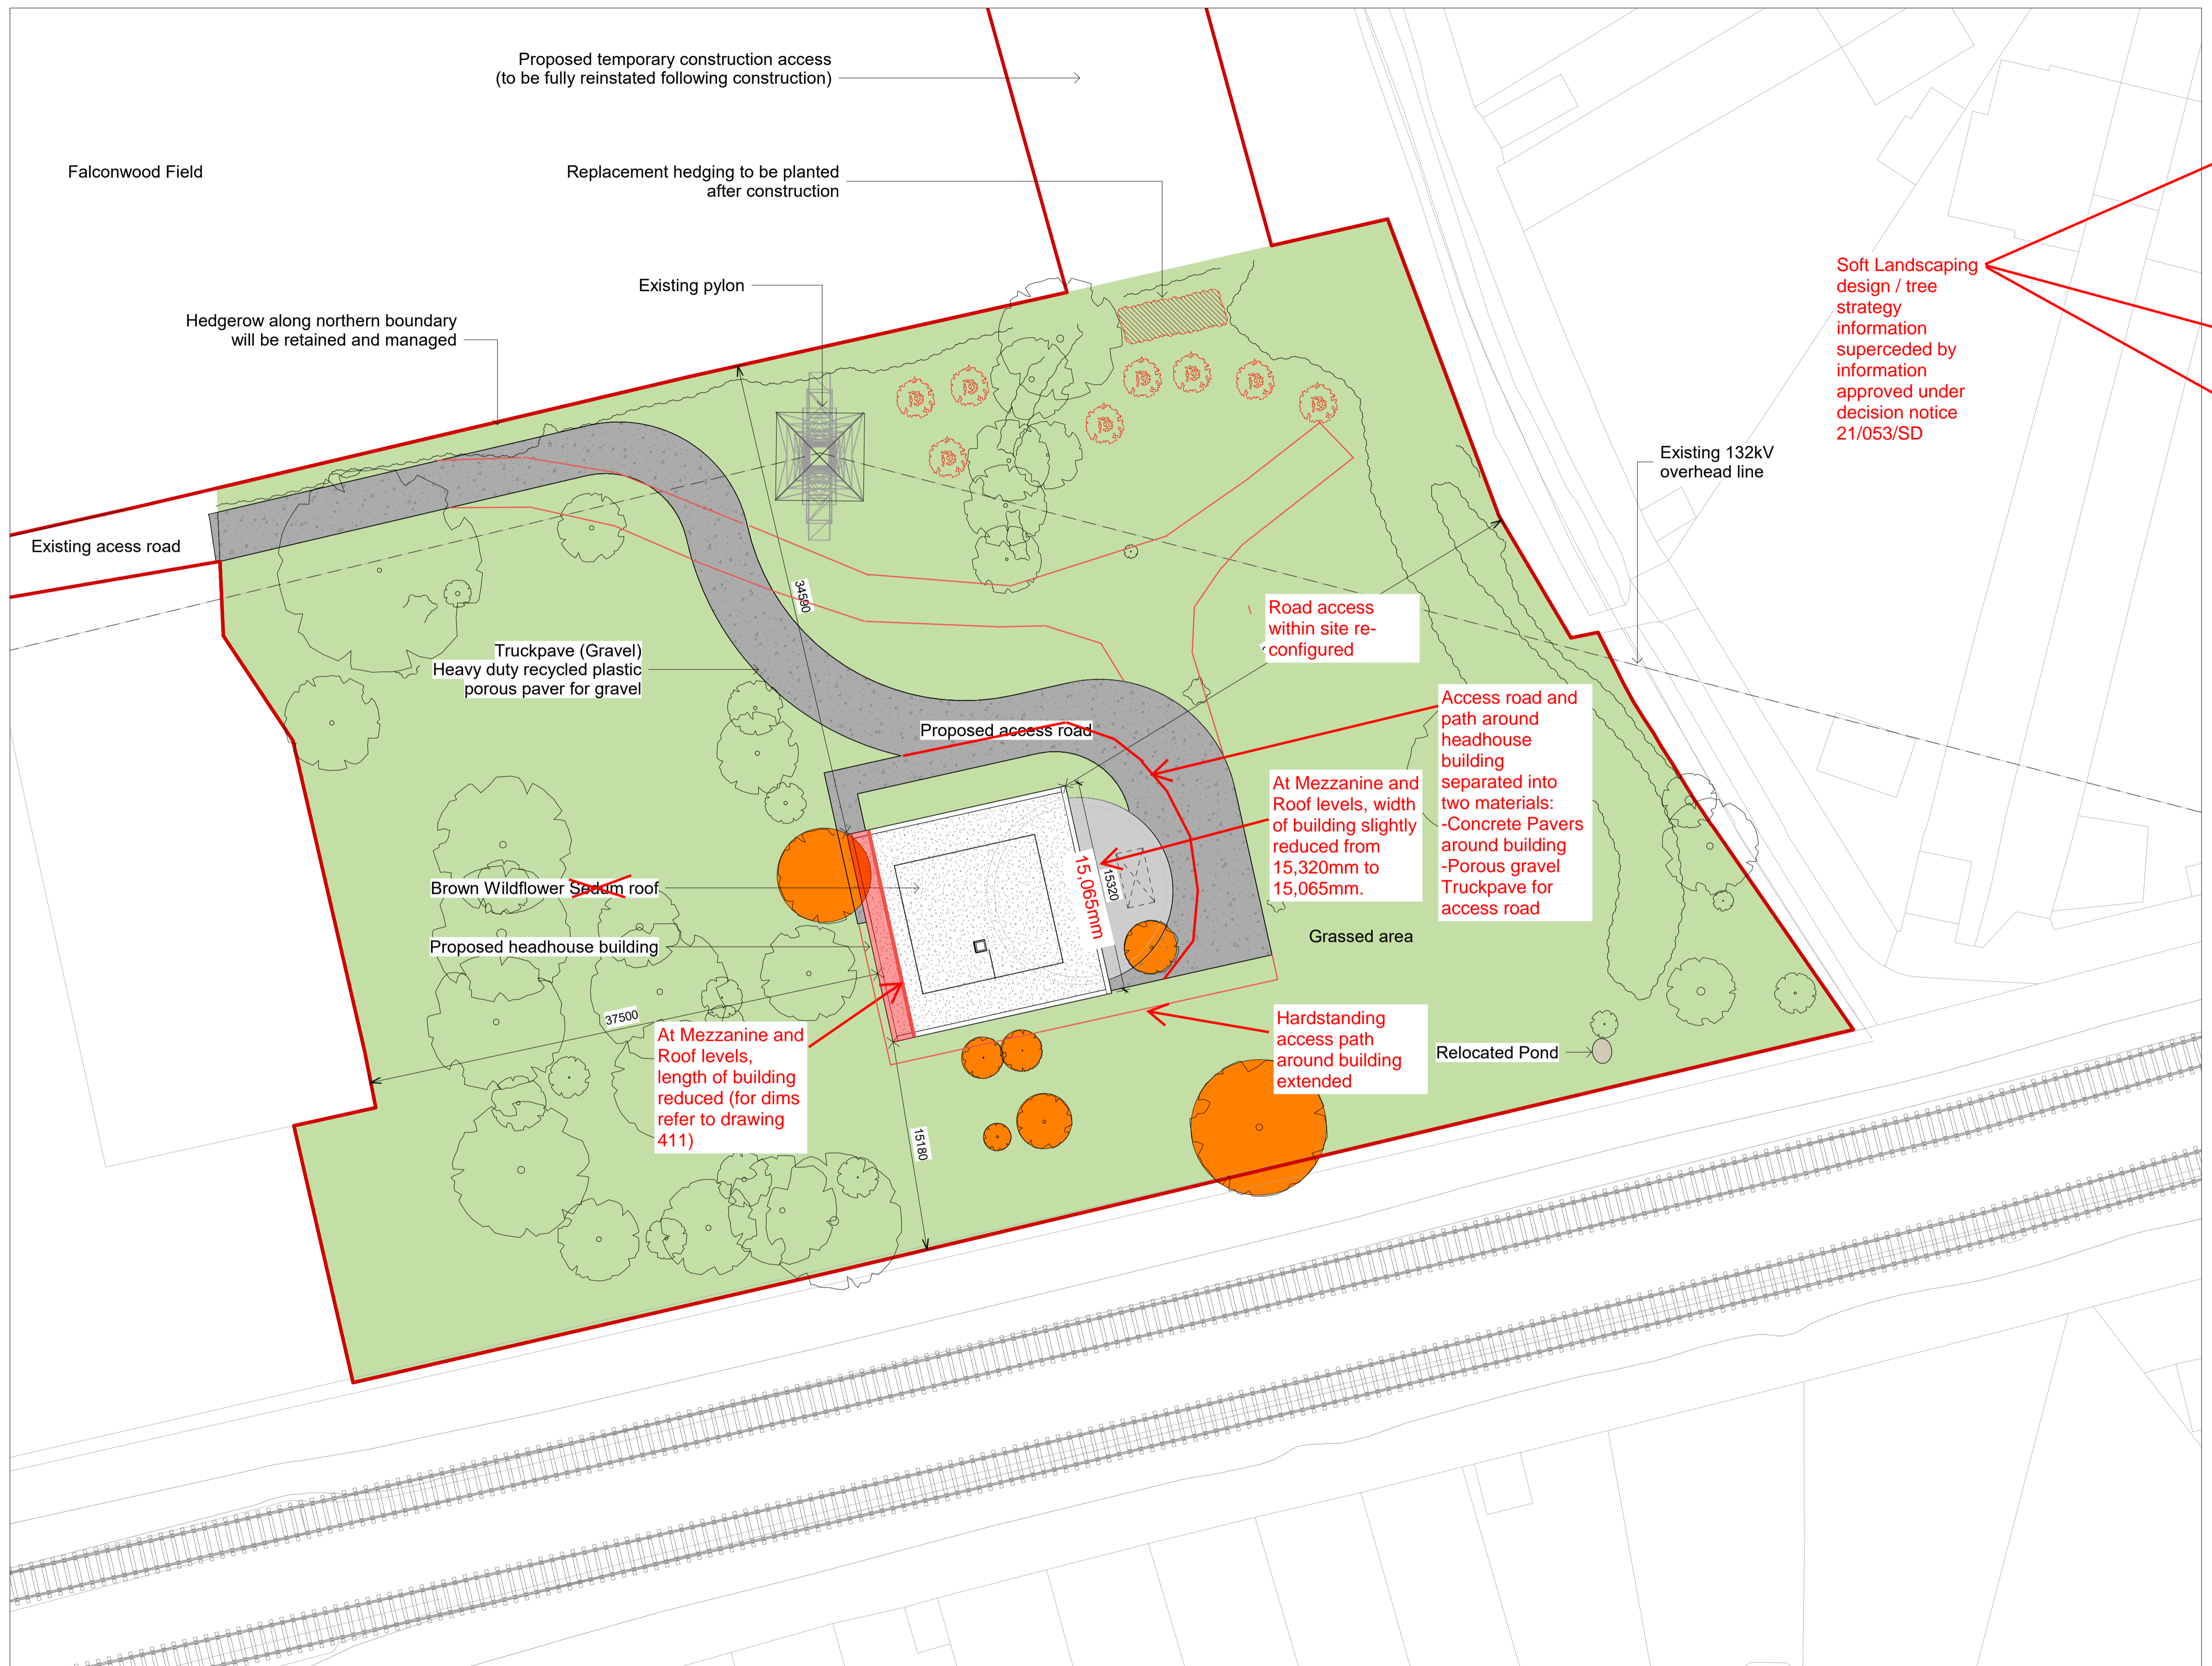 Proposed temporary construction access
(to be fully reinstated following construction)
Falconwood Field
Replacement hedging to be planted
after construction
Existing pylon
Hedgerow along northern boundary
will be retained and managed
Soft Landscaping
design / tree
strategy
information
superceded by
information
approved under
decision notice
21/053/SD
Existing 132kV
overhead line
Existing acess road
34590
Road access
within site re-
configured
Truckpave (Gravel)
Heavy duty recycled plastic
porous paver for gravel
Proposed access road
Access road and
path around
headhouse
building
separated into
two materials:
-Concrete Pavers
around building
-Porous gravel
Truckpave for
access road
At Mezzanine and
Roof levels, width
of building slightly
reduced from
15,320mm to
15,065mm.
15,065mm
15320
Brown Wildflower Sedum roof
Proposed headhouse building
Grassed area
37500
At Mezzanine and
Roof levels,
length of building
reduced (for dims
refer to drawing
411)
Hardstanding
access path
around building
extended
Relocated Pond
15180